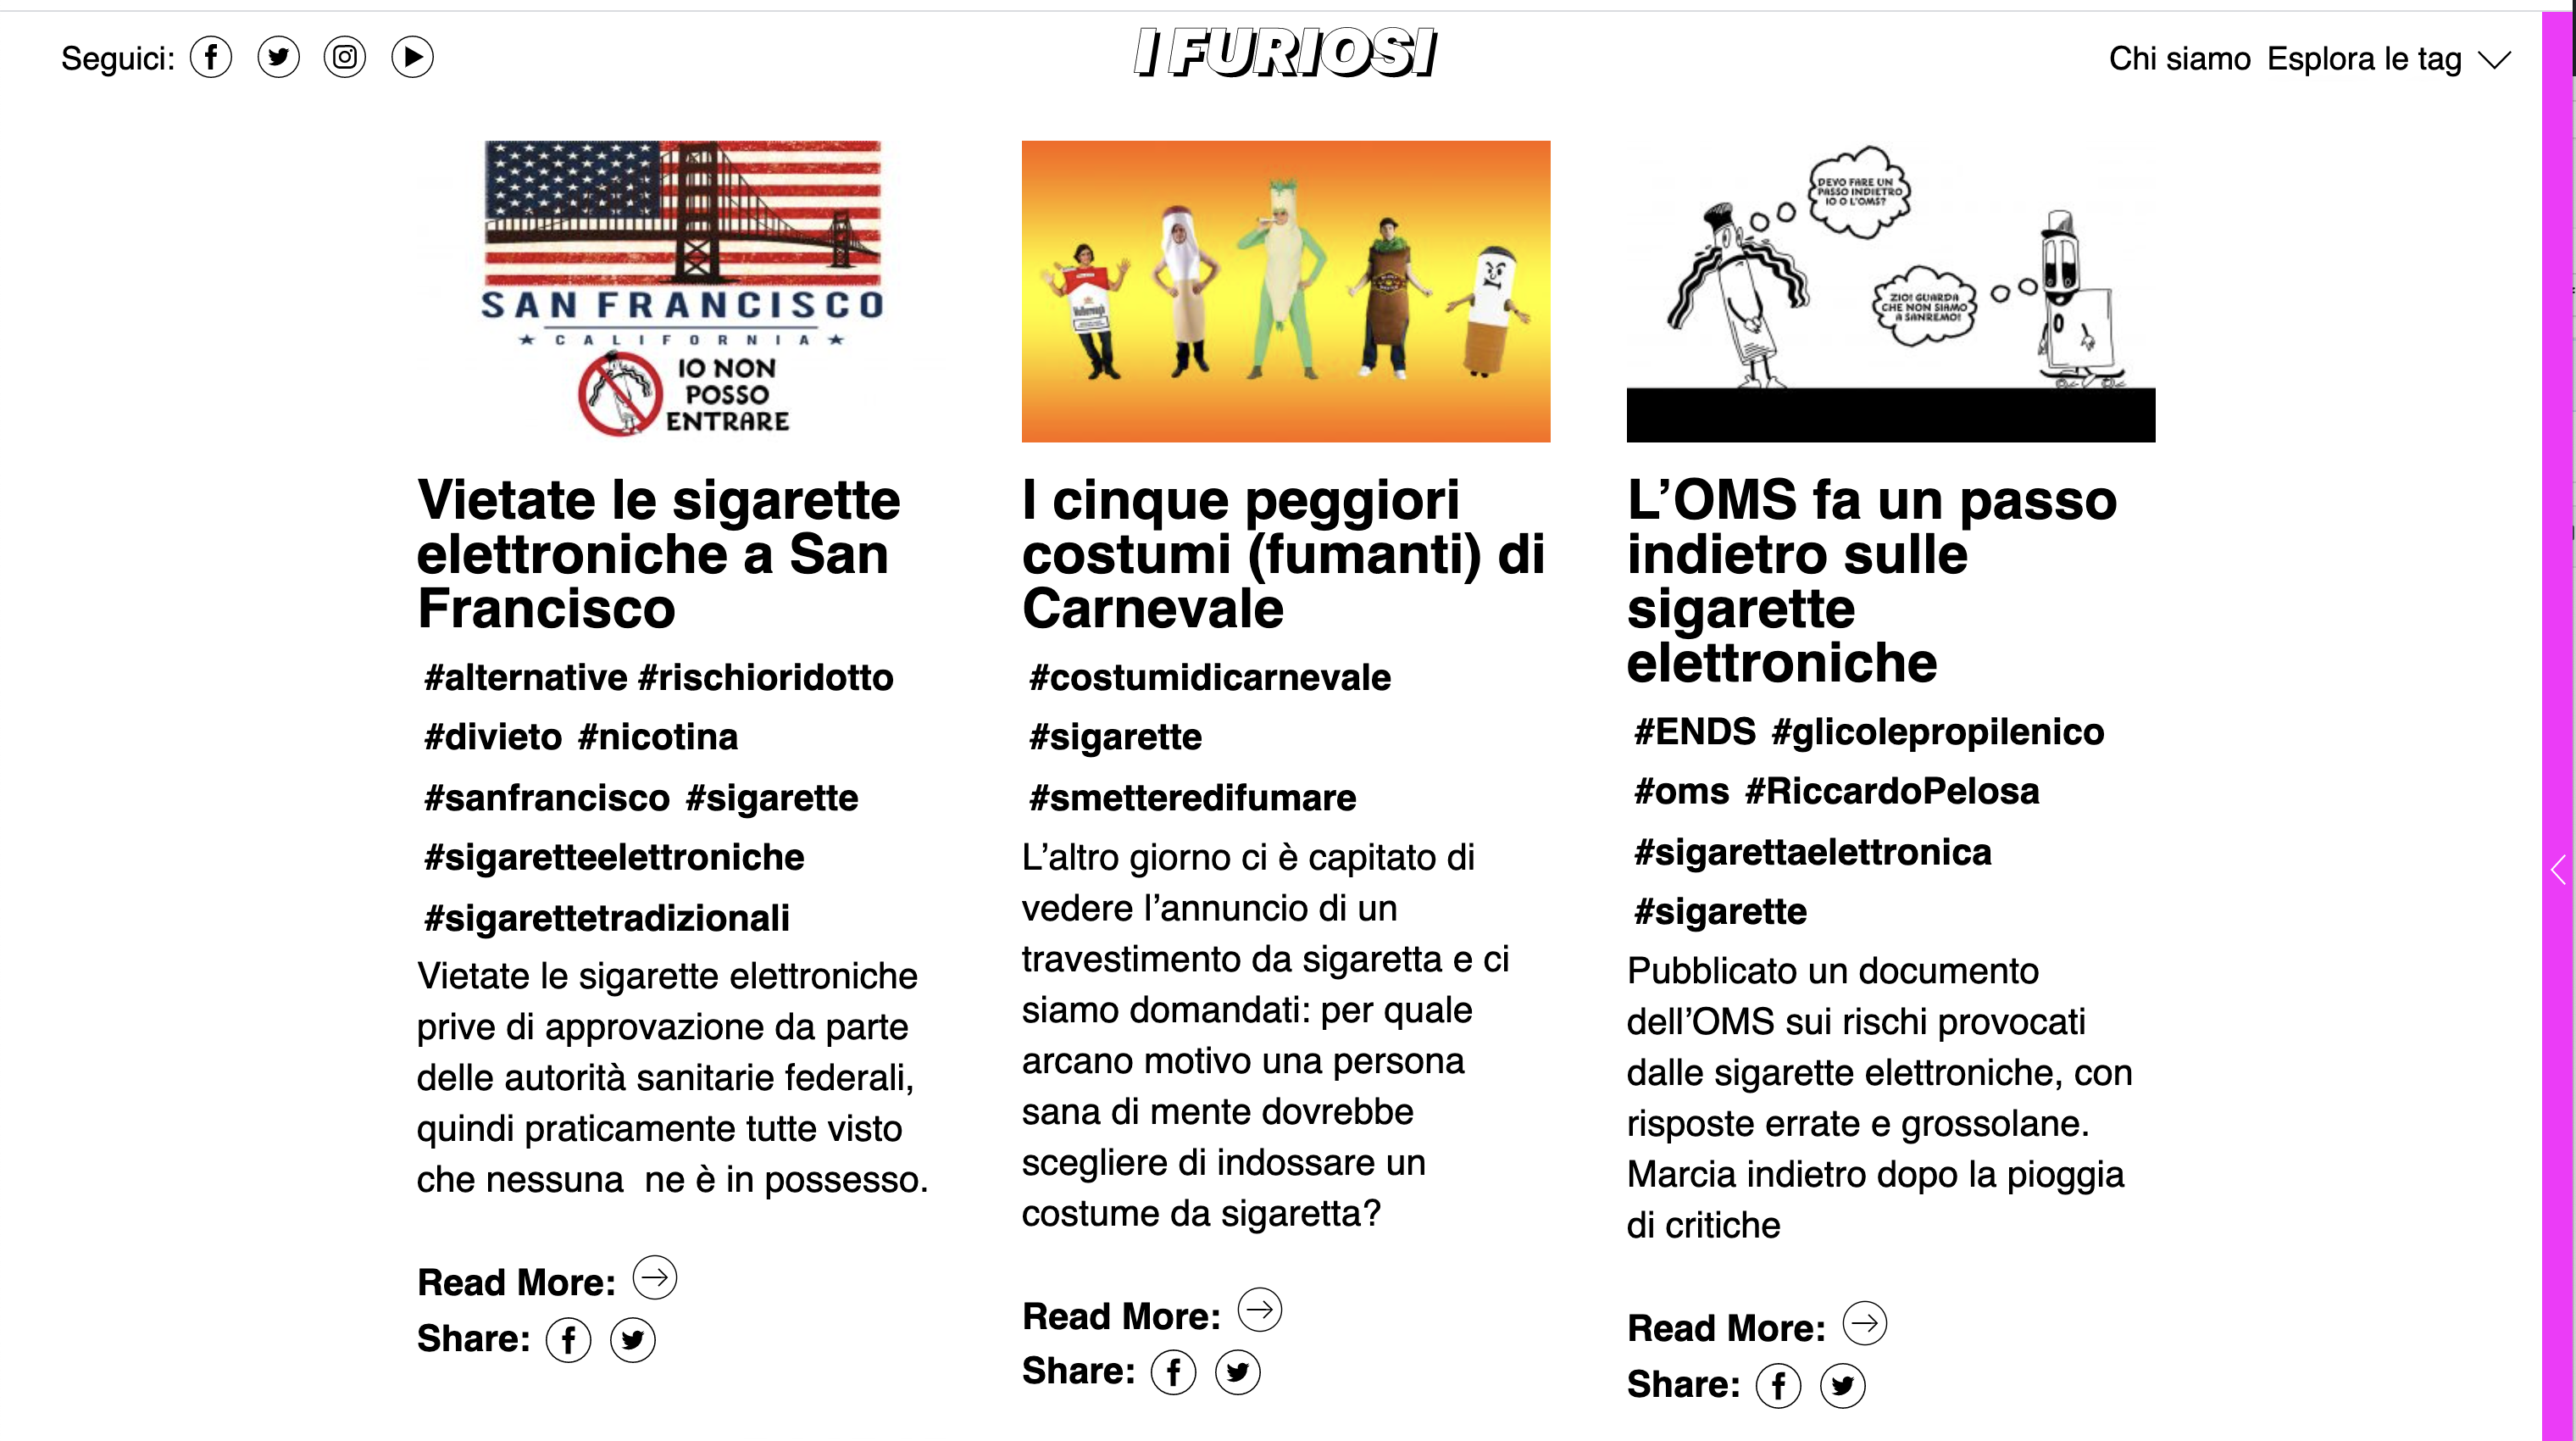 Seguici:
I FURIOSI
Chi siamo Esplora le tag
SAN FRANCISCO
CALIFORNIA
IO NON
POSSO
ENTRARE
Vietate le sigarette
elettroniche a San
Francisco
#alternative #rischioridotto
#divieto #nicotina
#sanfrancisco #sigarette
#sigaretteelettroniche
#sigarettetradizionali
Vietate le sigarette elettroniche
prive di approvazione da parte
delle autorità sanitarie federali,
quindi praticamente tutte visto
che nessuna  ne è in possesso.
Read More:
Share:
I cinque peggiori
costumi (fumanti) di
Carnevale
#costumidicarnevale
#sigarette
#smetteredifumare
L’altro giorno ci è capitato di
vedere l’annuncio di un
travestimento da sigaretta e ci
siamo domandati: per quale
arcano motivo una persona
sana di mente dovrebbe
scegliere di indossare un
costume da sigaretta?
Read More:
Share:
DEVO FARE UN
PASSO INDIETRO
IO O L'OMS?
ZIO! GUARDA
CHE NON SIAMO
A SANREMO!
L’OMS fa un passo
indietro sulle
sigarette
elettroniche
#ENDS #glicolepropilenico
#oms #RiccardoPelosa
#sigarettaelettronica
#sigarette
Pubblicato un documento
dell’OMS sui rischi provocati
dalle sigarette elettroniche, con
risposte errate e grossolane.
Marcia indietro dopo la pioggia
di critiche
Read More:
Share: